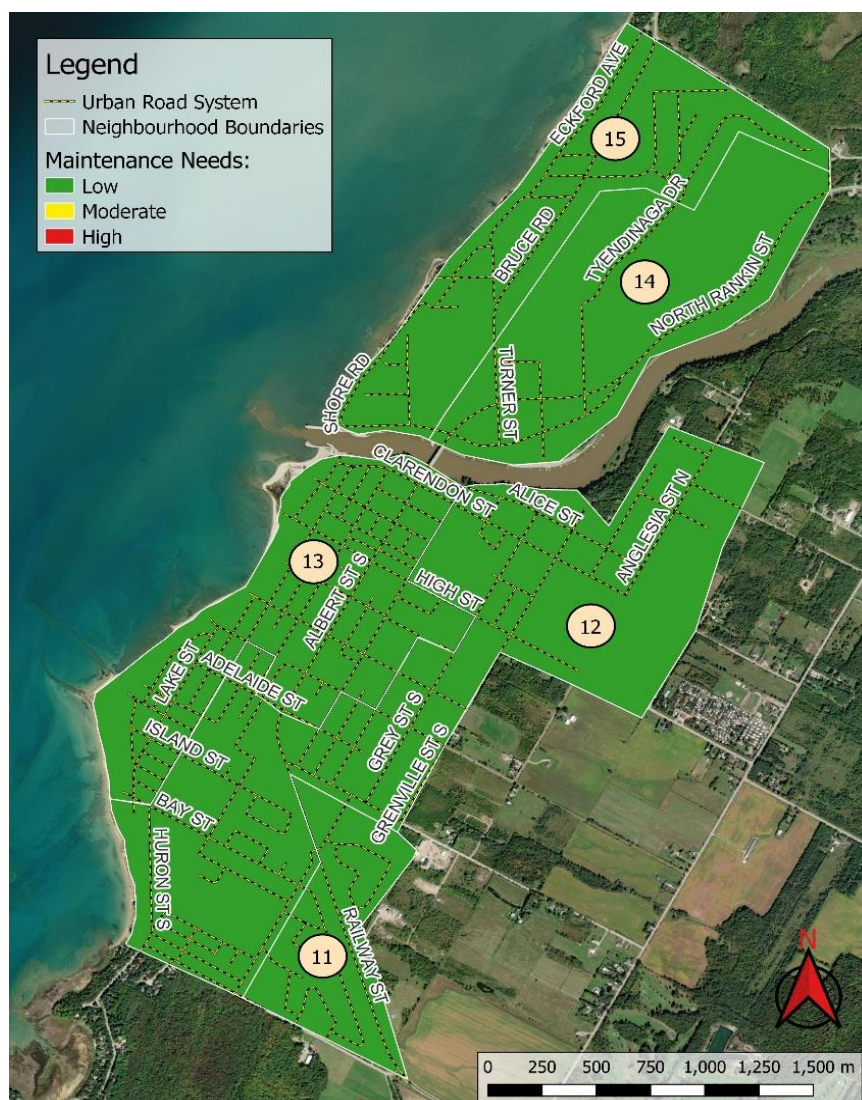 Legend
Urban Road System
Neighbourhood Boundaries
Maintenance Needs:
Low
Moderate
High
ECKFORD AVE
15
BRUCE RD
TYENDINAGA DR
14
NORTH RANKIN ST
SHORE RD
TURNER ST
CLARENDON ST
ALICE ST
ANGLESIA ST N
13
ALBERT ST S
HIGH ST
12
LAKE ST
ADELAIDE ST
ISLAND ST
GREY ST S
GRENVILLE ST S
BAY ST
HURON ST S
RAILWAY ST
11
N
0 250 500 750 1,000 1,250 1,500 m